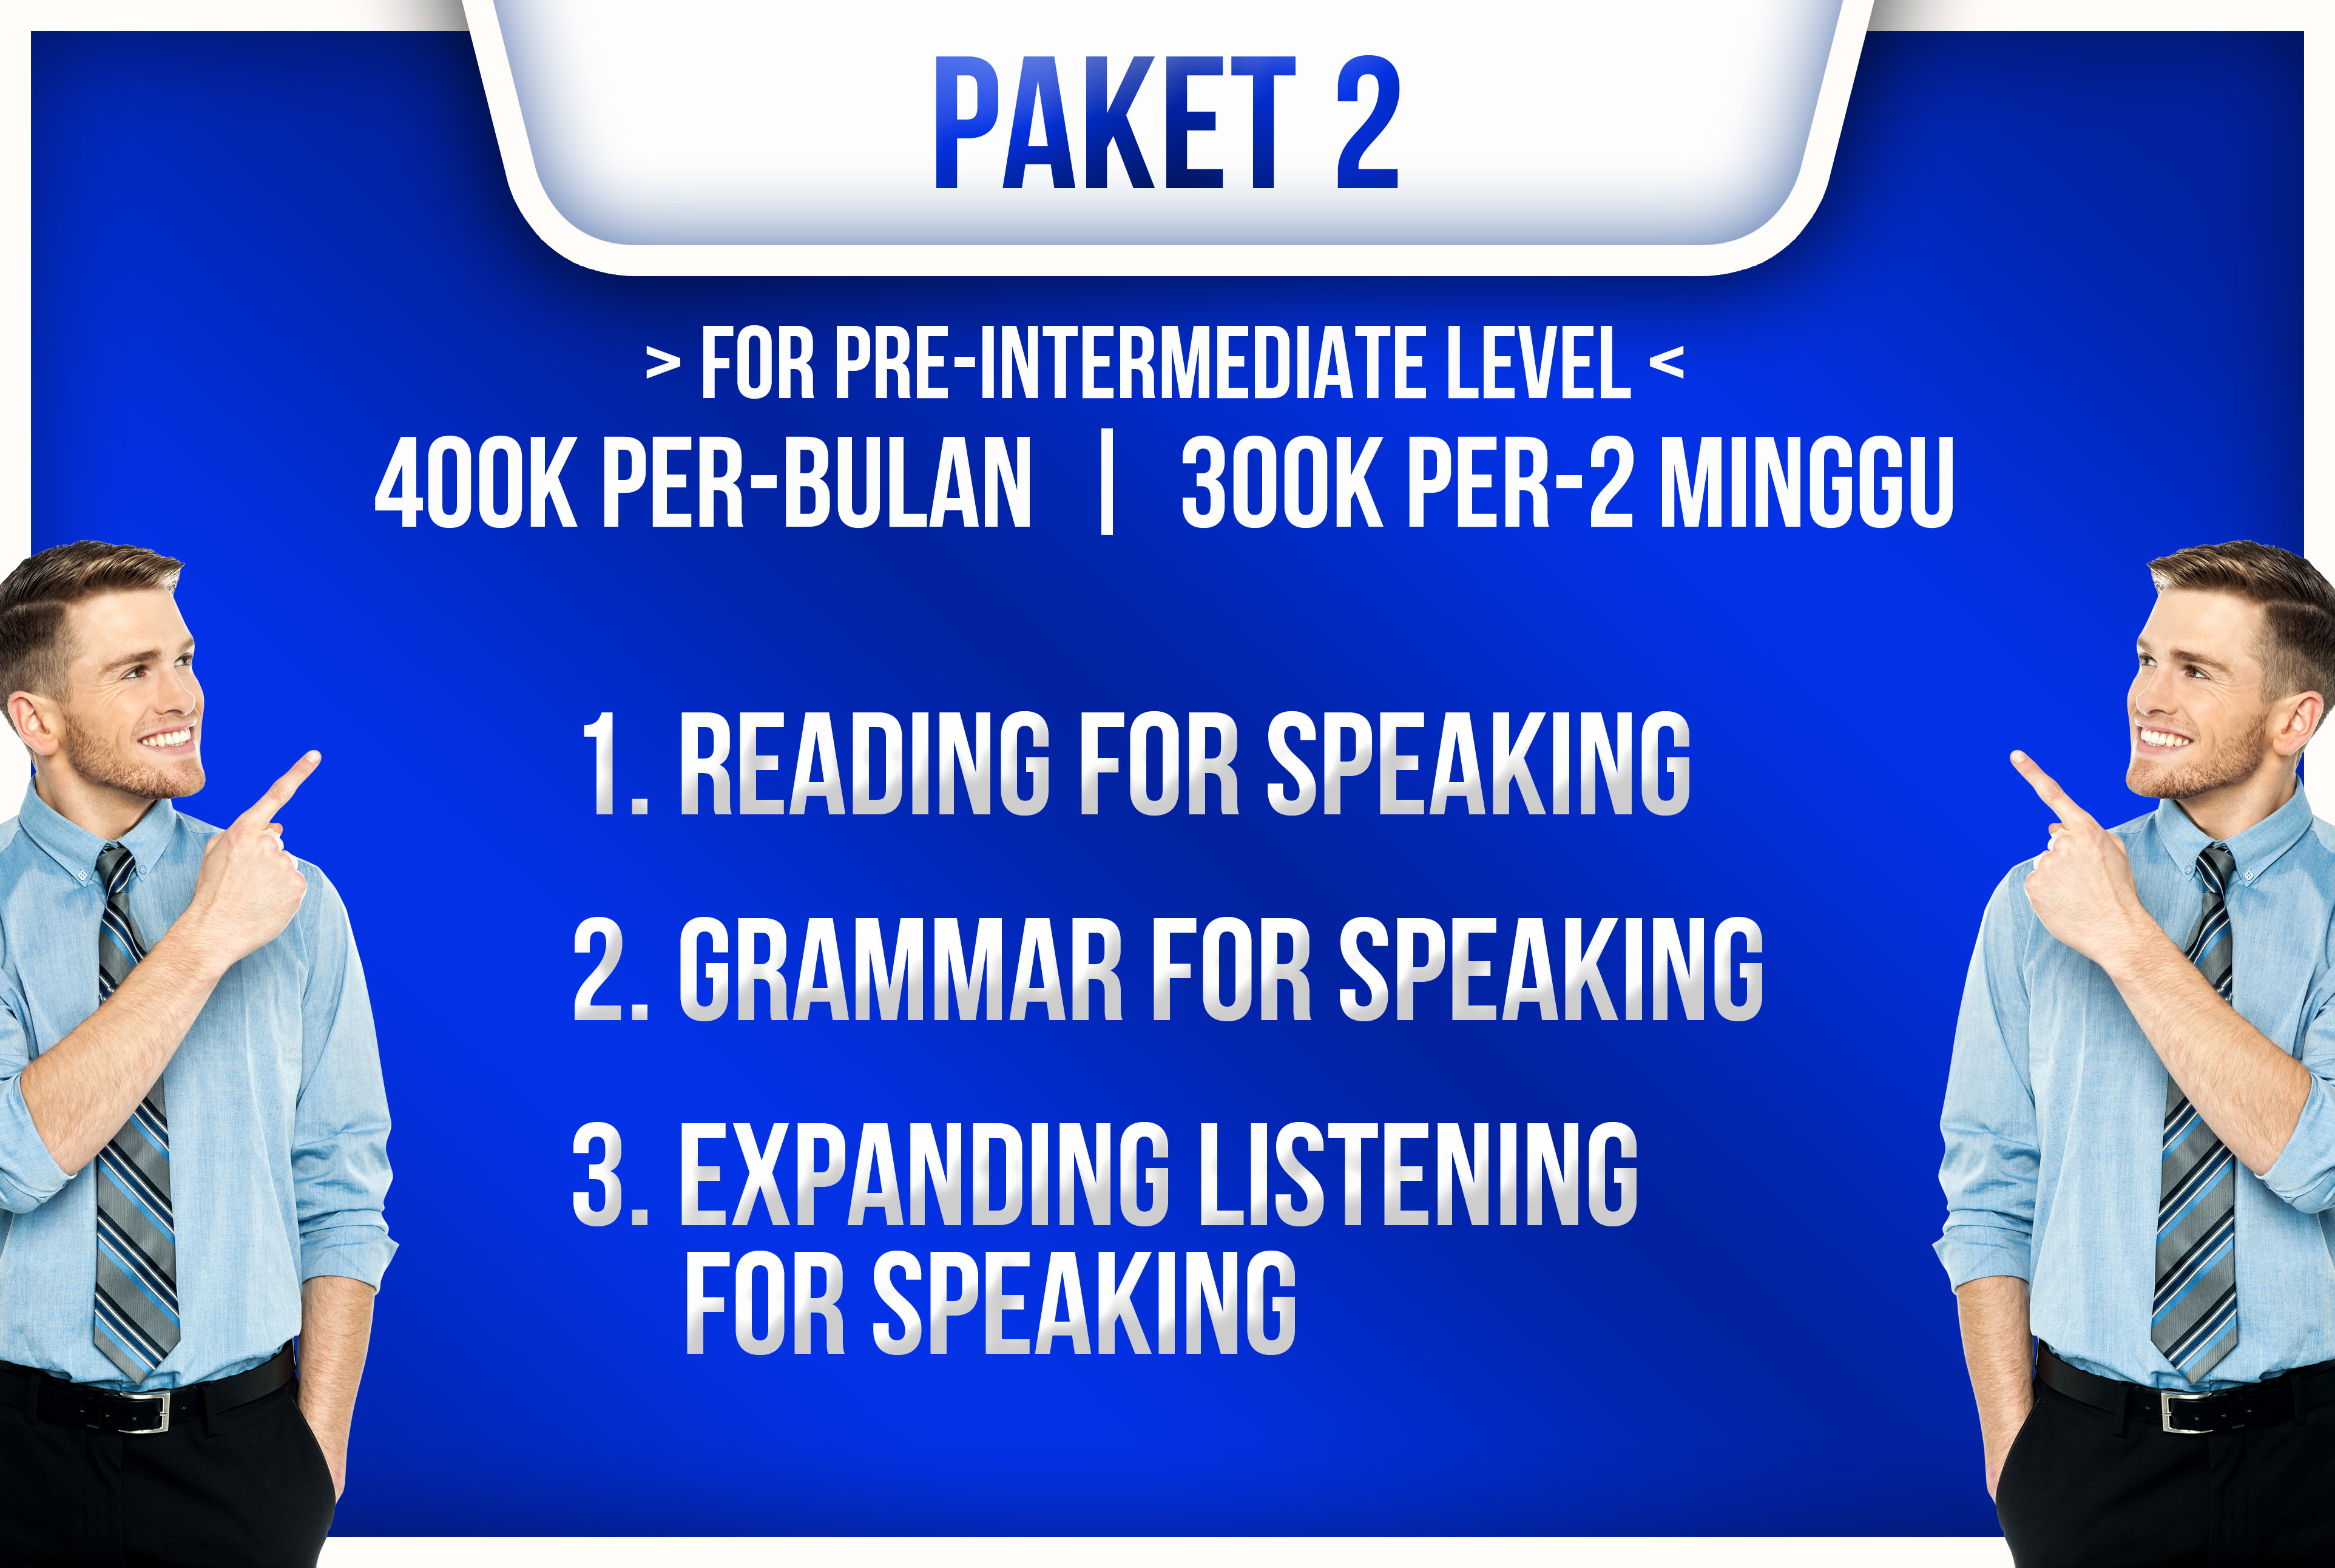 PAKET 2
> FOR PRE-INTERMEDIATE LEVEL <
400K PER-BULAN | 300K PER-2 MINGGU
1. READING FOR SPEAKING
2. GRAMMAR FOR SPEAKING
3. EXPANDING LISTENING
FOR SPEAKING